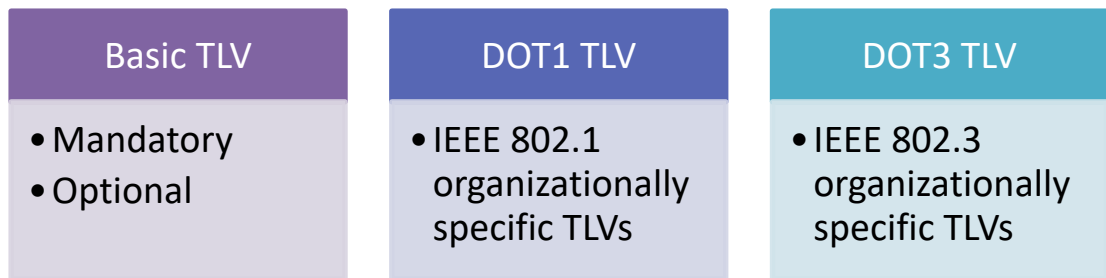 Basic TLV
• Mandatory
• Optional
DOT1 TLV
• IEEE 802.1
organizationally
specific TLVs
DOT3 TLV
• IEEE 802.3
organizationally
specific TLVs